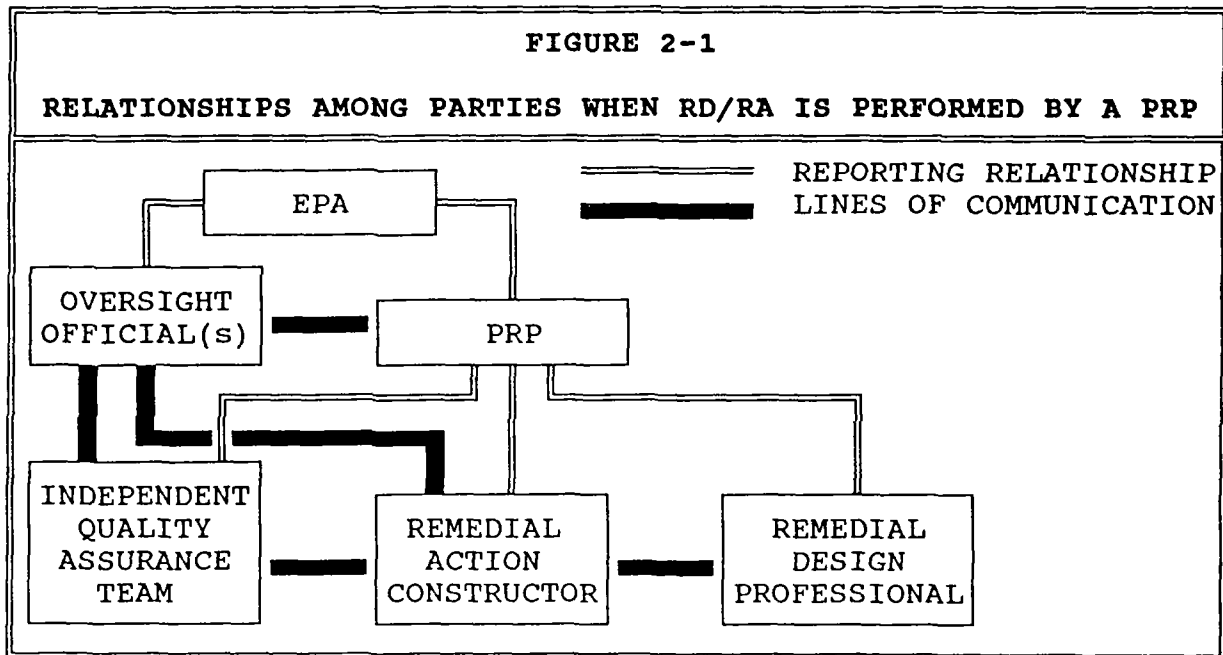 FIGURE 2-1
RELATIONSHIPS AMONG PARTIES WHEN RD/RA IS PERFORMED BY A PRP
REPORTING RELATIONSHIP
LINES OF COMMUNICATION
EPA
OVERSIGHT
OFFICIAL(s)
PRP
INDEPENDENT
QUALITY
ASSURANCE
TEAM
REMEDIAL
ACTION
CONSTRUCTOR
REMEDIAL
DESIGN
PROFESSIONAL